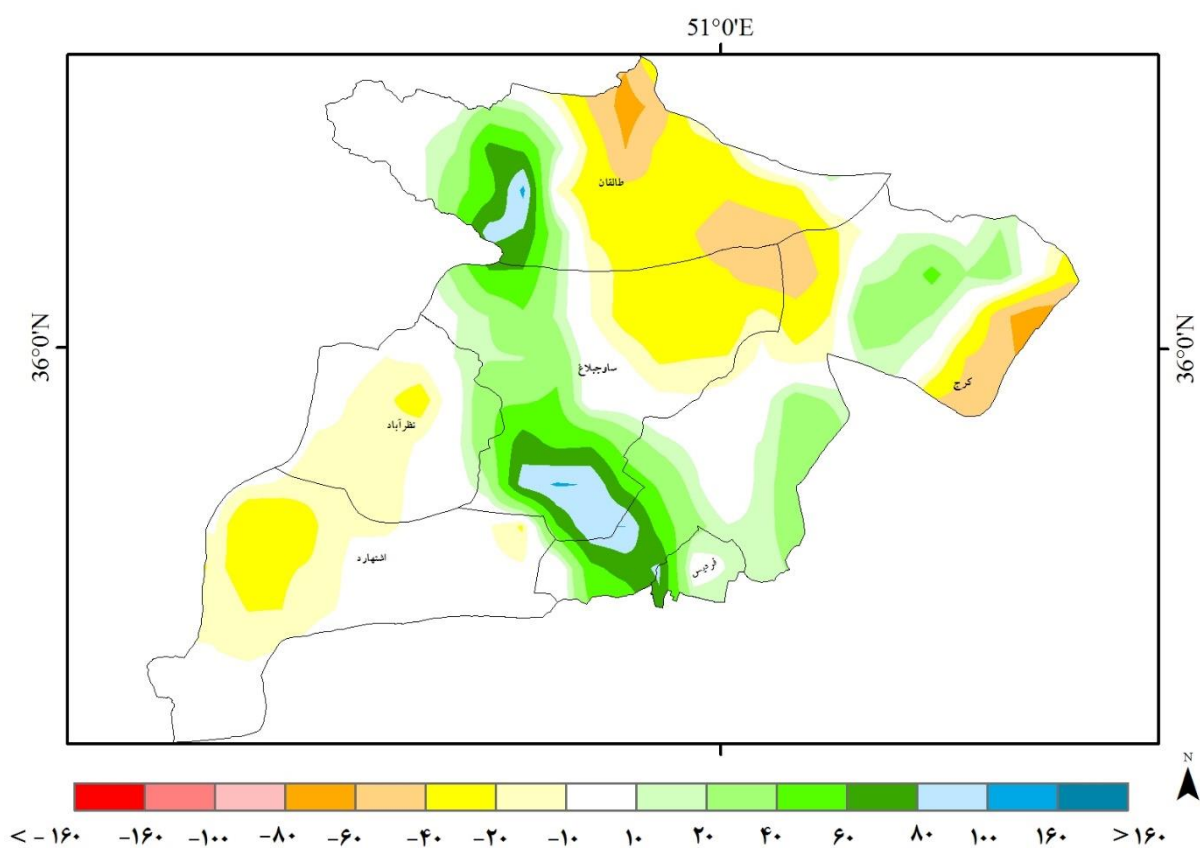 51°0'E
طالقان
36°0'N
36°0'N
ساوجبلاغ
کرج
نظرآباد
اشتهارد
فردیس
N
< -۱۶۰ -۱۶۰ -۱۰۰ -۸۰ -۶۰ -۴۰ -۲۰ -۱۰ ۱۰ ۲۰ ۴۰ ۶۰ ۸۰ ۱۰۰ ۱۶۰ > ۱۶۰